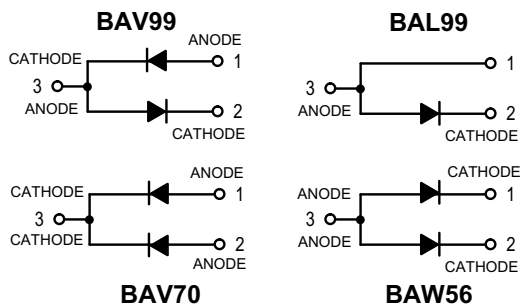 BAV99
ANODE
CATHODE
1
3
ANODE
2
CATHODE
BAL99
1
3
ANODE
2
CATHODE
ANODE
CATHODE
1
3
CATHODE
2
ANODE
BAV70
CATHODE
ANODE
1
3
ANODE
2
CATHODE
BAW56